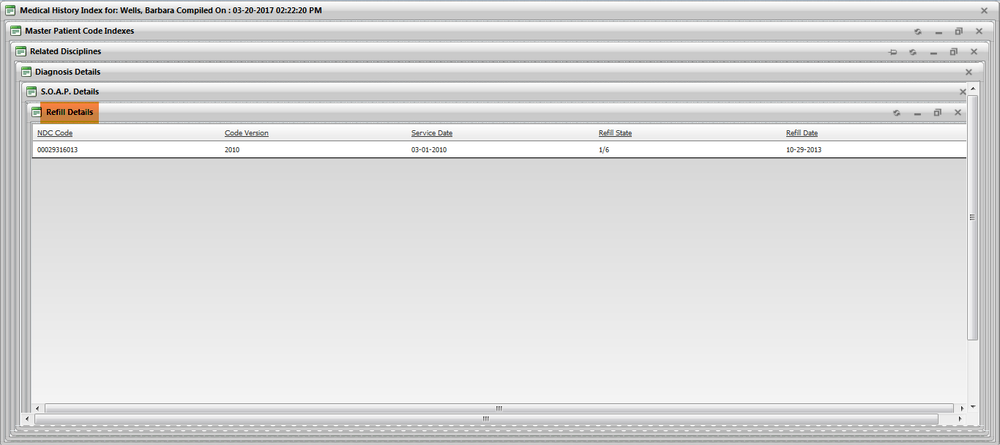 Medical History Index for: Wells, Barbara Compiled On : 03-20-2017 02:22:20 PM
Master Patient Code Indexes
Related Disciplines
Diagnosis Details
S.O.A.P. Details
Refill Details
NDC Code Code Version Service Date Refill State Refill Date
00029316013 2010 03-01-2010 1/6 10-29-2013